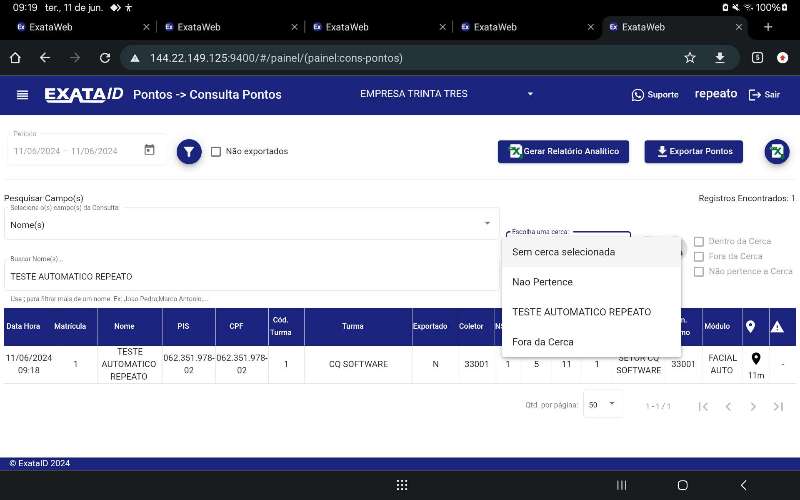 09:19 ter., 11 de jun. 100%
ExataWeb ExataWeb ExataWeb ExataWeb ExataWeb
144.22.149.125:9400/#/painel/(painel:cons-pontos) 5
EXATA ID Pontos -> Consulta Pontos EMPRESA TRINTA TRES Suporte repeato Sair
Período
11/06/2024 – 11/06/2024 Não exportados Gerar Relatório Analítico Exportar Pontos
Pesquisar Campo(s) Registros Encontrados: 1
Selecione o(s) campo(s) da Consulta
Nome(s)
Escolha uma cerca:
Sem cerca selecionada
Nao Pertence
TESTE AUTOMATICO REPEATO
Fora da Cerca
Dentro da Cerca
Fora da Cerca
Não pertence a Cerca
Buscar Nome(s)...
TESTE AUTOMATICO REPEATO
Use ; para filtrar mais de um nome. Ex: Joao Pedro;Marco Antonio;...
Data Hora Matrícula Nome PIS CPF Cód. Turma Turma Exportado Coletor Módulo
11/06/2024 09:18 1 TESTE AUTOMATICO REPEATO 062.351.978-02 062.351.978-02 1 CQ SOFTWARE N 33001 1 5 11 1 SETOR CQ SOFTWARE 33001 FACIAL AUTO 11m -
Qtd. por página: 50 1 – 1 / 1
© ExataID 2024